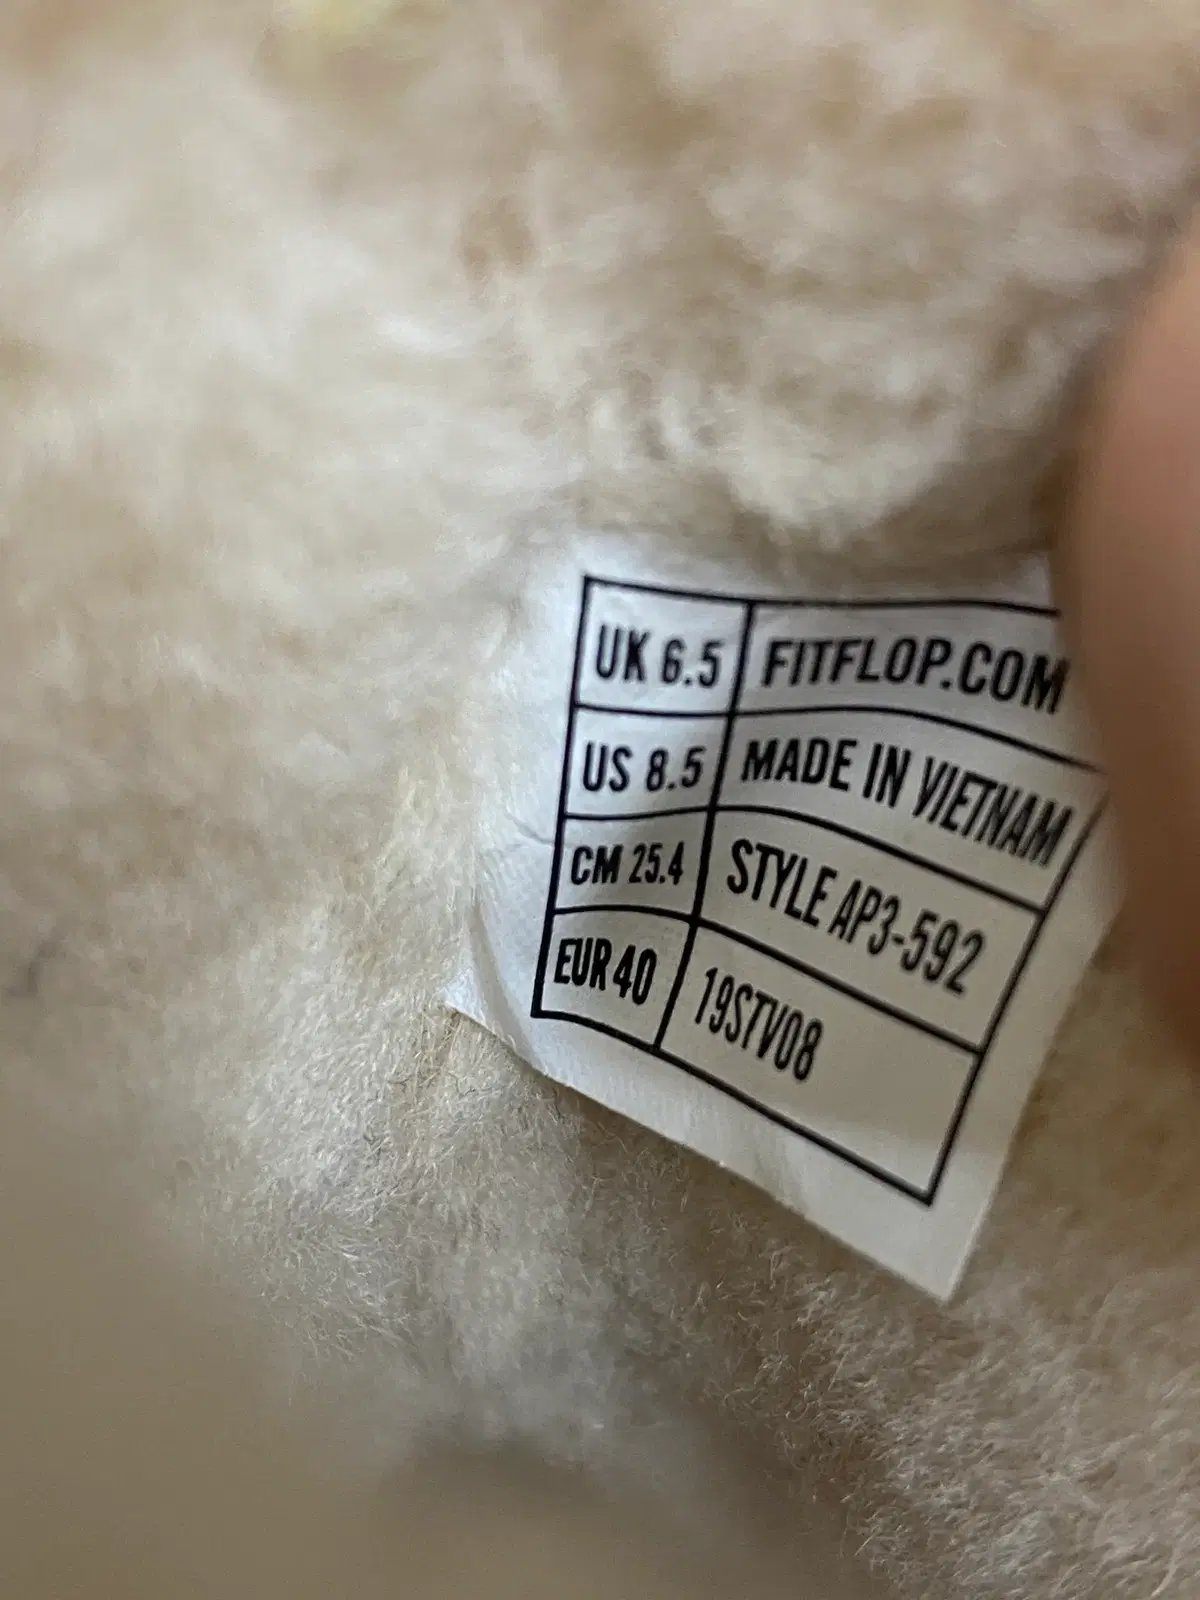 UK 6.5 FITFLOP.COM
US 8.5 MADE IN VIETNAM
CM 25.4 STYLE AP3-592
EUR 40 19STV08